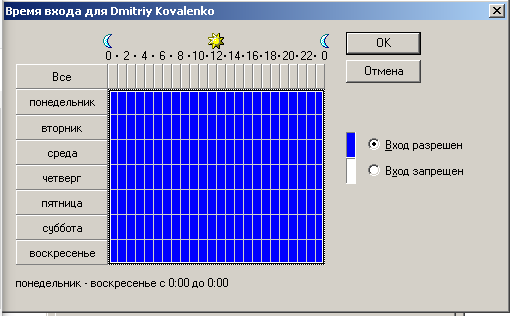 Время входа для Dmitriy Kovalenko
0 · 2 · 4 · 6 · 8 · 10 · 12 · 14 · 16 · 18 · 20 · 22 · 0
OK
Отмена
Все
понедельник
вторник
среда
четверг
пятница
суббота
воскресенье
Вход разрешен
Вход запрещен
понедельник - воскресенье с 0:00 до 0:00